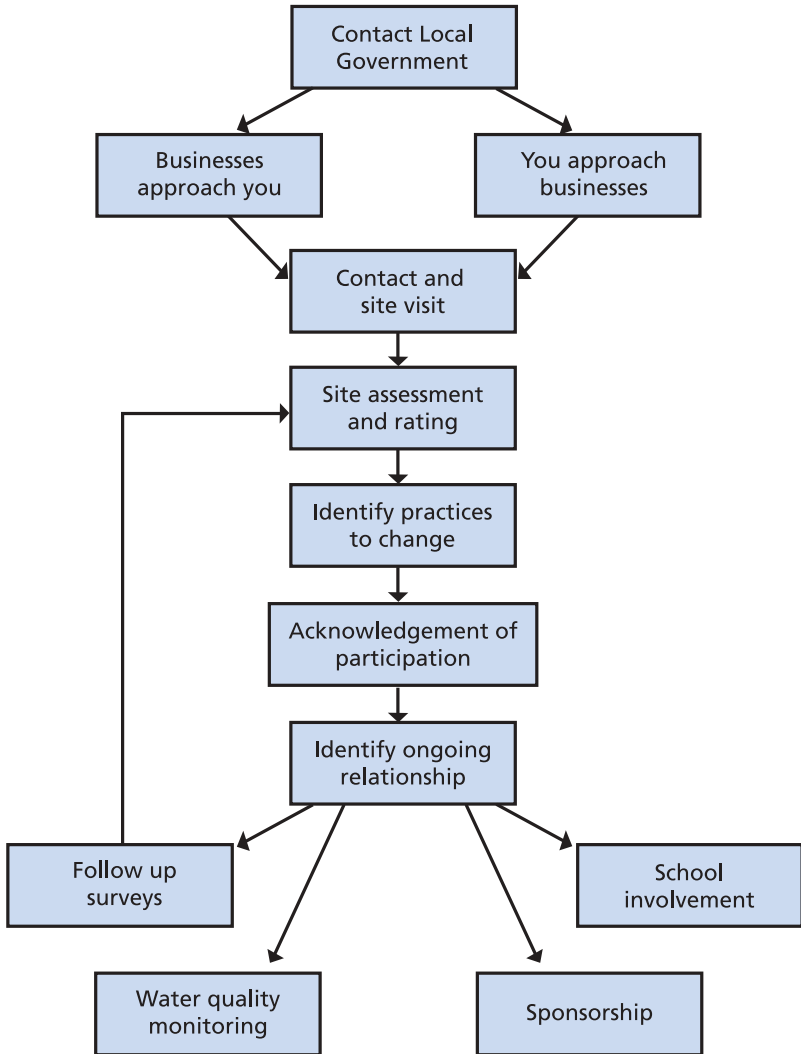 Contact Local
Government
Businesses
approach you
You approach
businesses
Contact and
site visit
Site assessment
and rating
Identify practices
to change
Acknowledgement of
participation
Identify ongoing
relationship
Follow up
surveys
School
involvement
Water quality
monitoring
Sponsorship